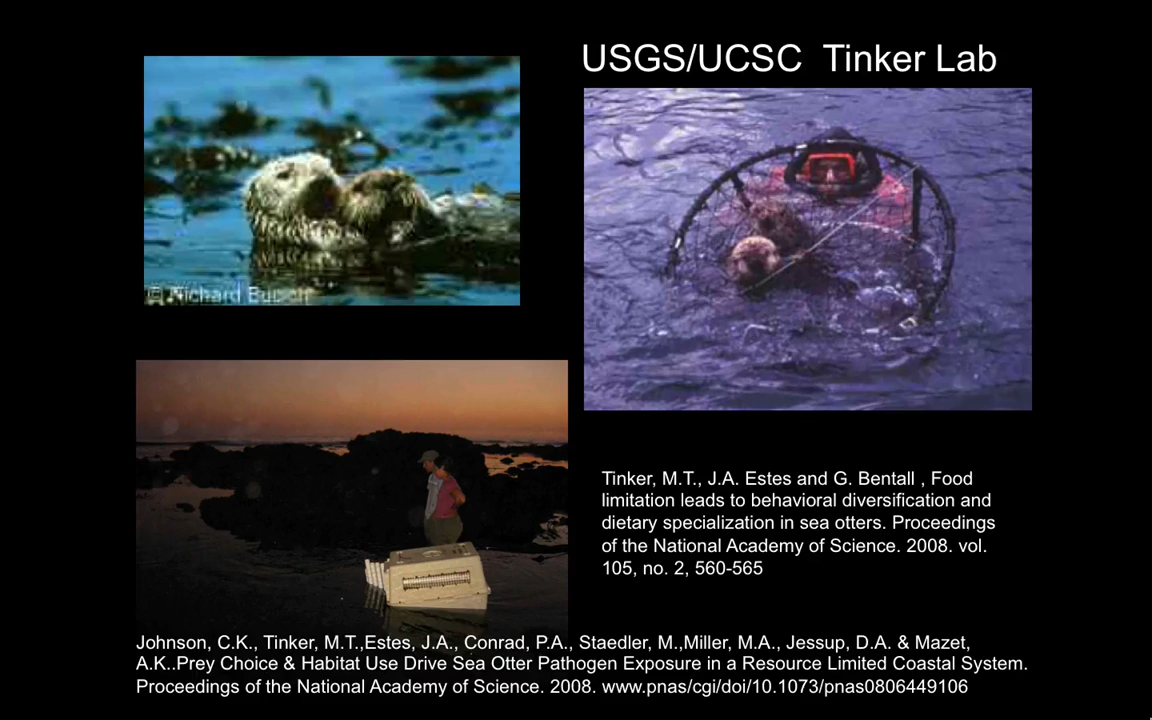 USGS/UCSC Tinker Lab
© Richard
Tinker, M.T., J.A. Estes and G. Bentall , Food
limitation leads to behavioral diversification and
dietary specialization in sea otters. Proceedings
of the National Academy of Science. 2008. vol.
105, no. 2, 560-565
Johnson, C.K., Tinker, M.T.,Estes, J.A., Conrad, P.A., Staedler, M.,Miller, M.A., Jessup, D.A. & Mazet,
A.K..Prey Choice & Habitat Use Drive Sea Otter Pathogen Exposure in a Resource Limited Coastal System.
Proceedings of the National Academy of Science. 2008. www.pnas/cgi/doi/10.1073/pnas0806449106